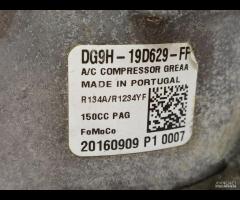 DG9H-19D629-FF
A/C COMPRESSOR GREAA
MADE IN PORTUGAL
R134A/R1234YF
150CC PAG
FoMoCo
20160909 P1 0007